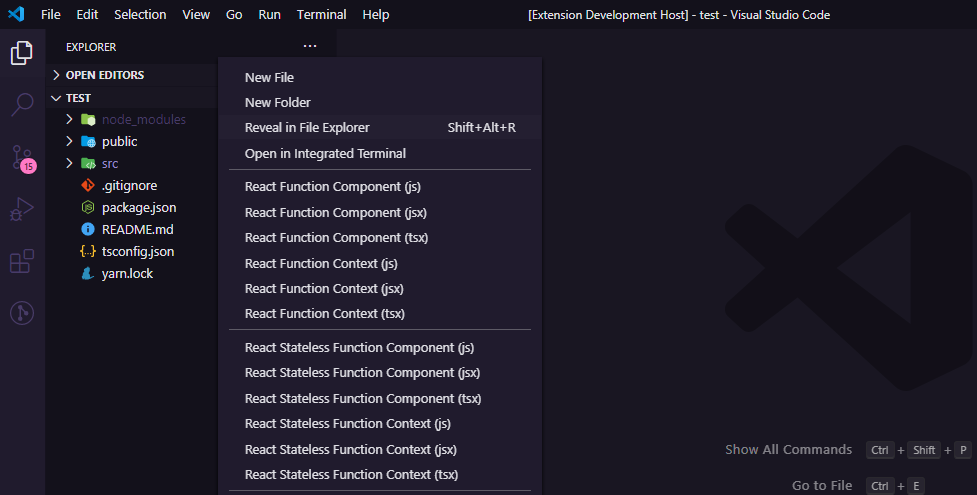 File Edit Selection View Go Run Terminal Help [Extension Development Host] - test - Visual Studio Code
EXPLORER ...
OPEN EDITORS
TEST
node_modules
public
src
.gitignore
package.json
README.md
tsconfig.json
yarn.lock
15
New File
New Folder
Reveal in File Explorer Shift+Alt+R
Open in Integrated Terminal
React Function Component (js)
React Function Component (jsx)
React Function Component (tsx)
React Function Context (js)
React Function Context (jsx)
React Function Context (tsx)
React Stateless Function Component (js)
React Stateless Function Component (jsx)
React Stateless Function Component (tsx)
React Stateless Function Context (js)
React Stateless Function Context (jsx)
React Stateless Function Context (tsx)
Show All Commands Ctrl + Shift + P
Go to File Ctrl + E